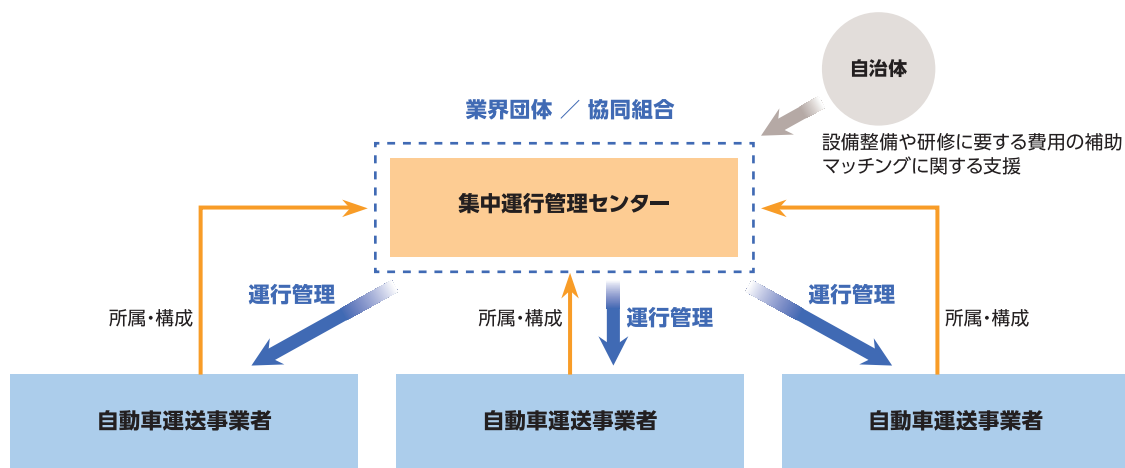 自治体
業界団体 ／ 協同組合
設備整備や研修に要する費用の補助
マッチングに関する支援
集中運行管理センター
運行管理
所属・構成
所属・構成
運行管理
運行管理
所属・構成
自動車運送事業者
自動車運送事業者
自動車運送事業者